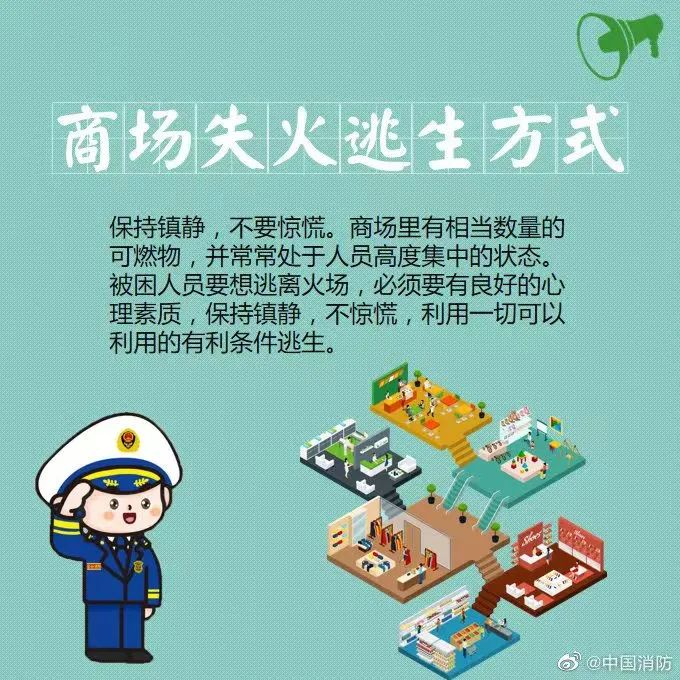 商场失火逃生方式
保持镇静，不要惊慌。商场里有相当数量的
可燃物，并常常处于人员高度集中的状态。
被困人员要想逃离火场，必须要有良好的心
理素质，保持镇静，不惊慌，利用一切可以
利用的有利条件逃生。
@中国消防